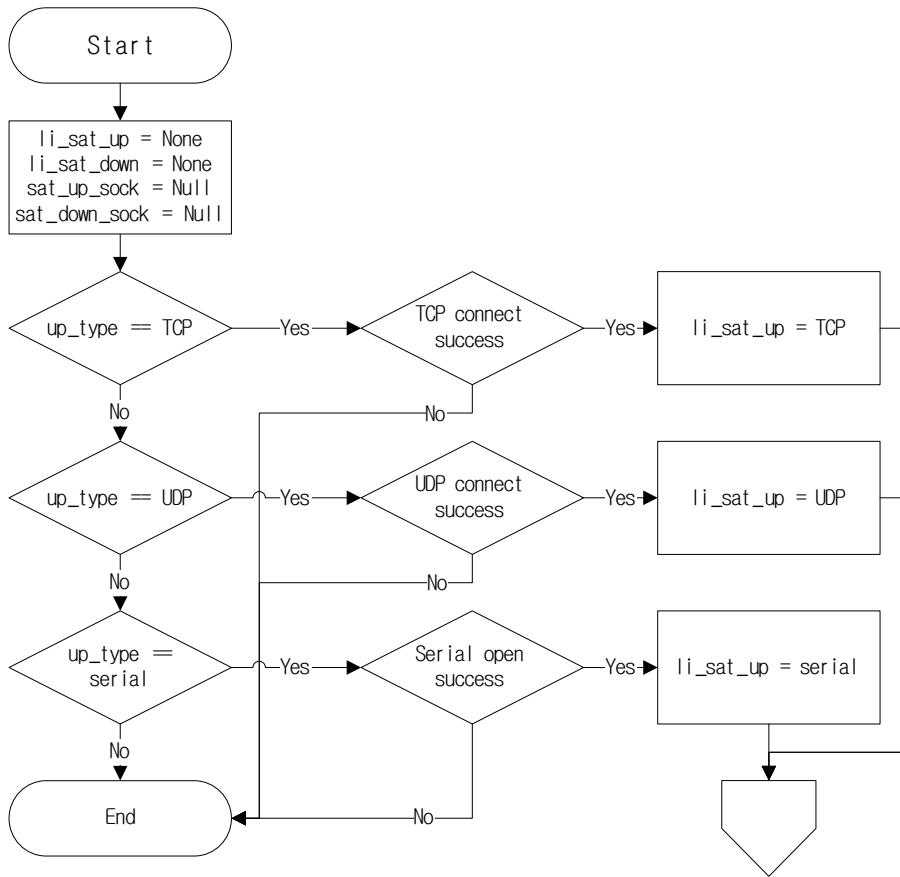 Start
li_sat_up = None
li_sat_down = None
sat_up_sock = Null
sat_down_sock = Null
up_type == TCP
Yes
TCP connect
success
Yes
li_sat_up = TCP
No
No
up_type == UDP
Yes
UDP connect
success
Yes
li_sat_up = UDP
No
No
up_type ==
serial
Yes
Serial open
success
Yes
li_sat_up = serial
No
End
No